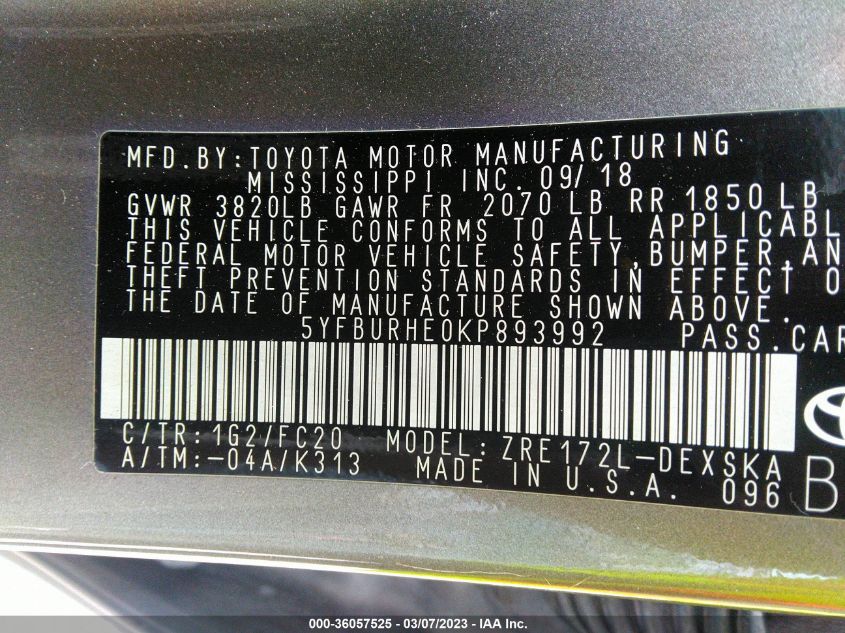 MFD.BY:TOYOTA MOTOR MANUFACTURING
MISSISSIPPI INC. 09/18
GVWR 3820LB GAWR FR 2070 LB RR 1850 LB
THIS VEHICLE CONFORMS TO ALL APPLICABL
FEDERAL MOTOR VEHICLE SAFETY,BUMPER,AN
THEFT PREVENTION STANDARDS IN EFFECT O
THE DATE OF MANUFACTURE SHOWN ABOVE.
5YFBURHE0KP893992 PASS.CAR
C/TR:1G2/FC20 MODEL:ZRE172L-DEXSKA
A/TM:-04A/K313 MADE IN U.S.A. 096 B
000-36057525 - 03/07/2023 - IAA Inc.